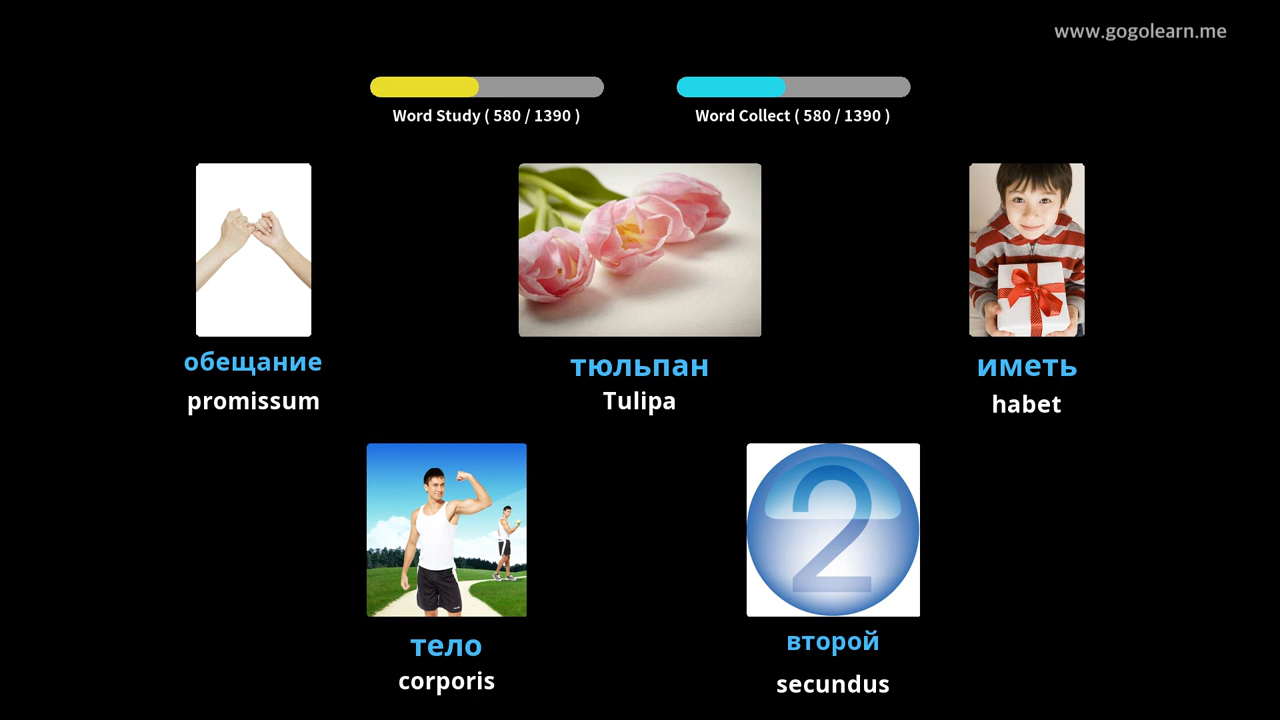 www.gogolearn.me
Word Study ( 580 / 1390 )
Word Collect ( 580 / 1390 )
обещание
promissum
тюльпан
Tulipa
иметь
habet
тело
corporis
2
второй
secundus